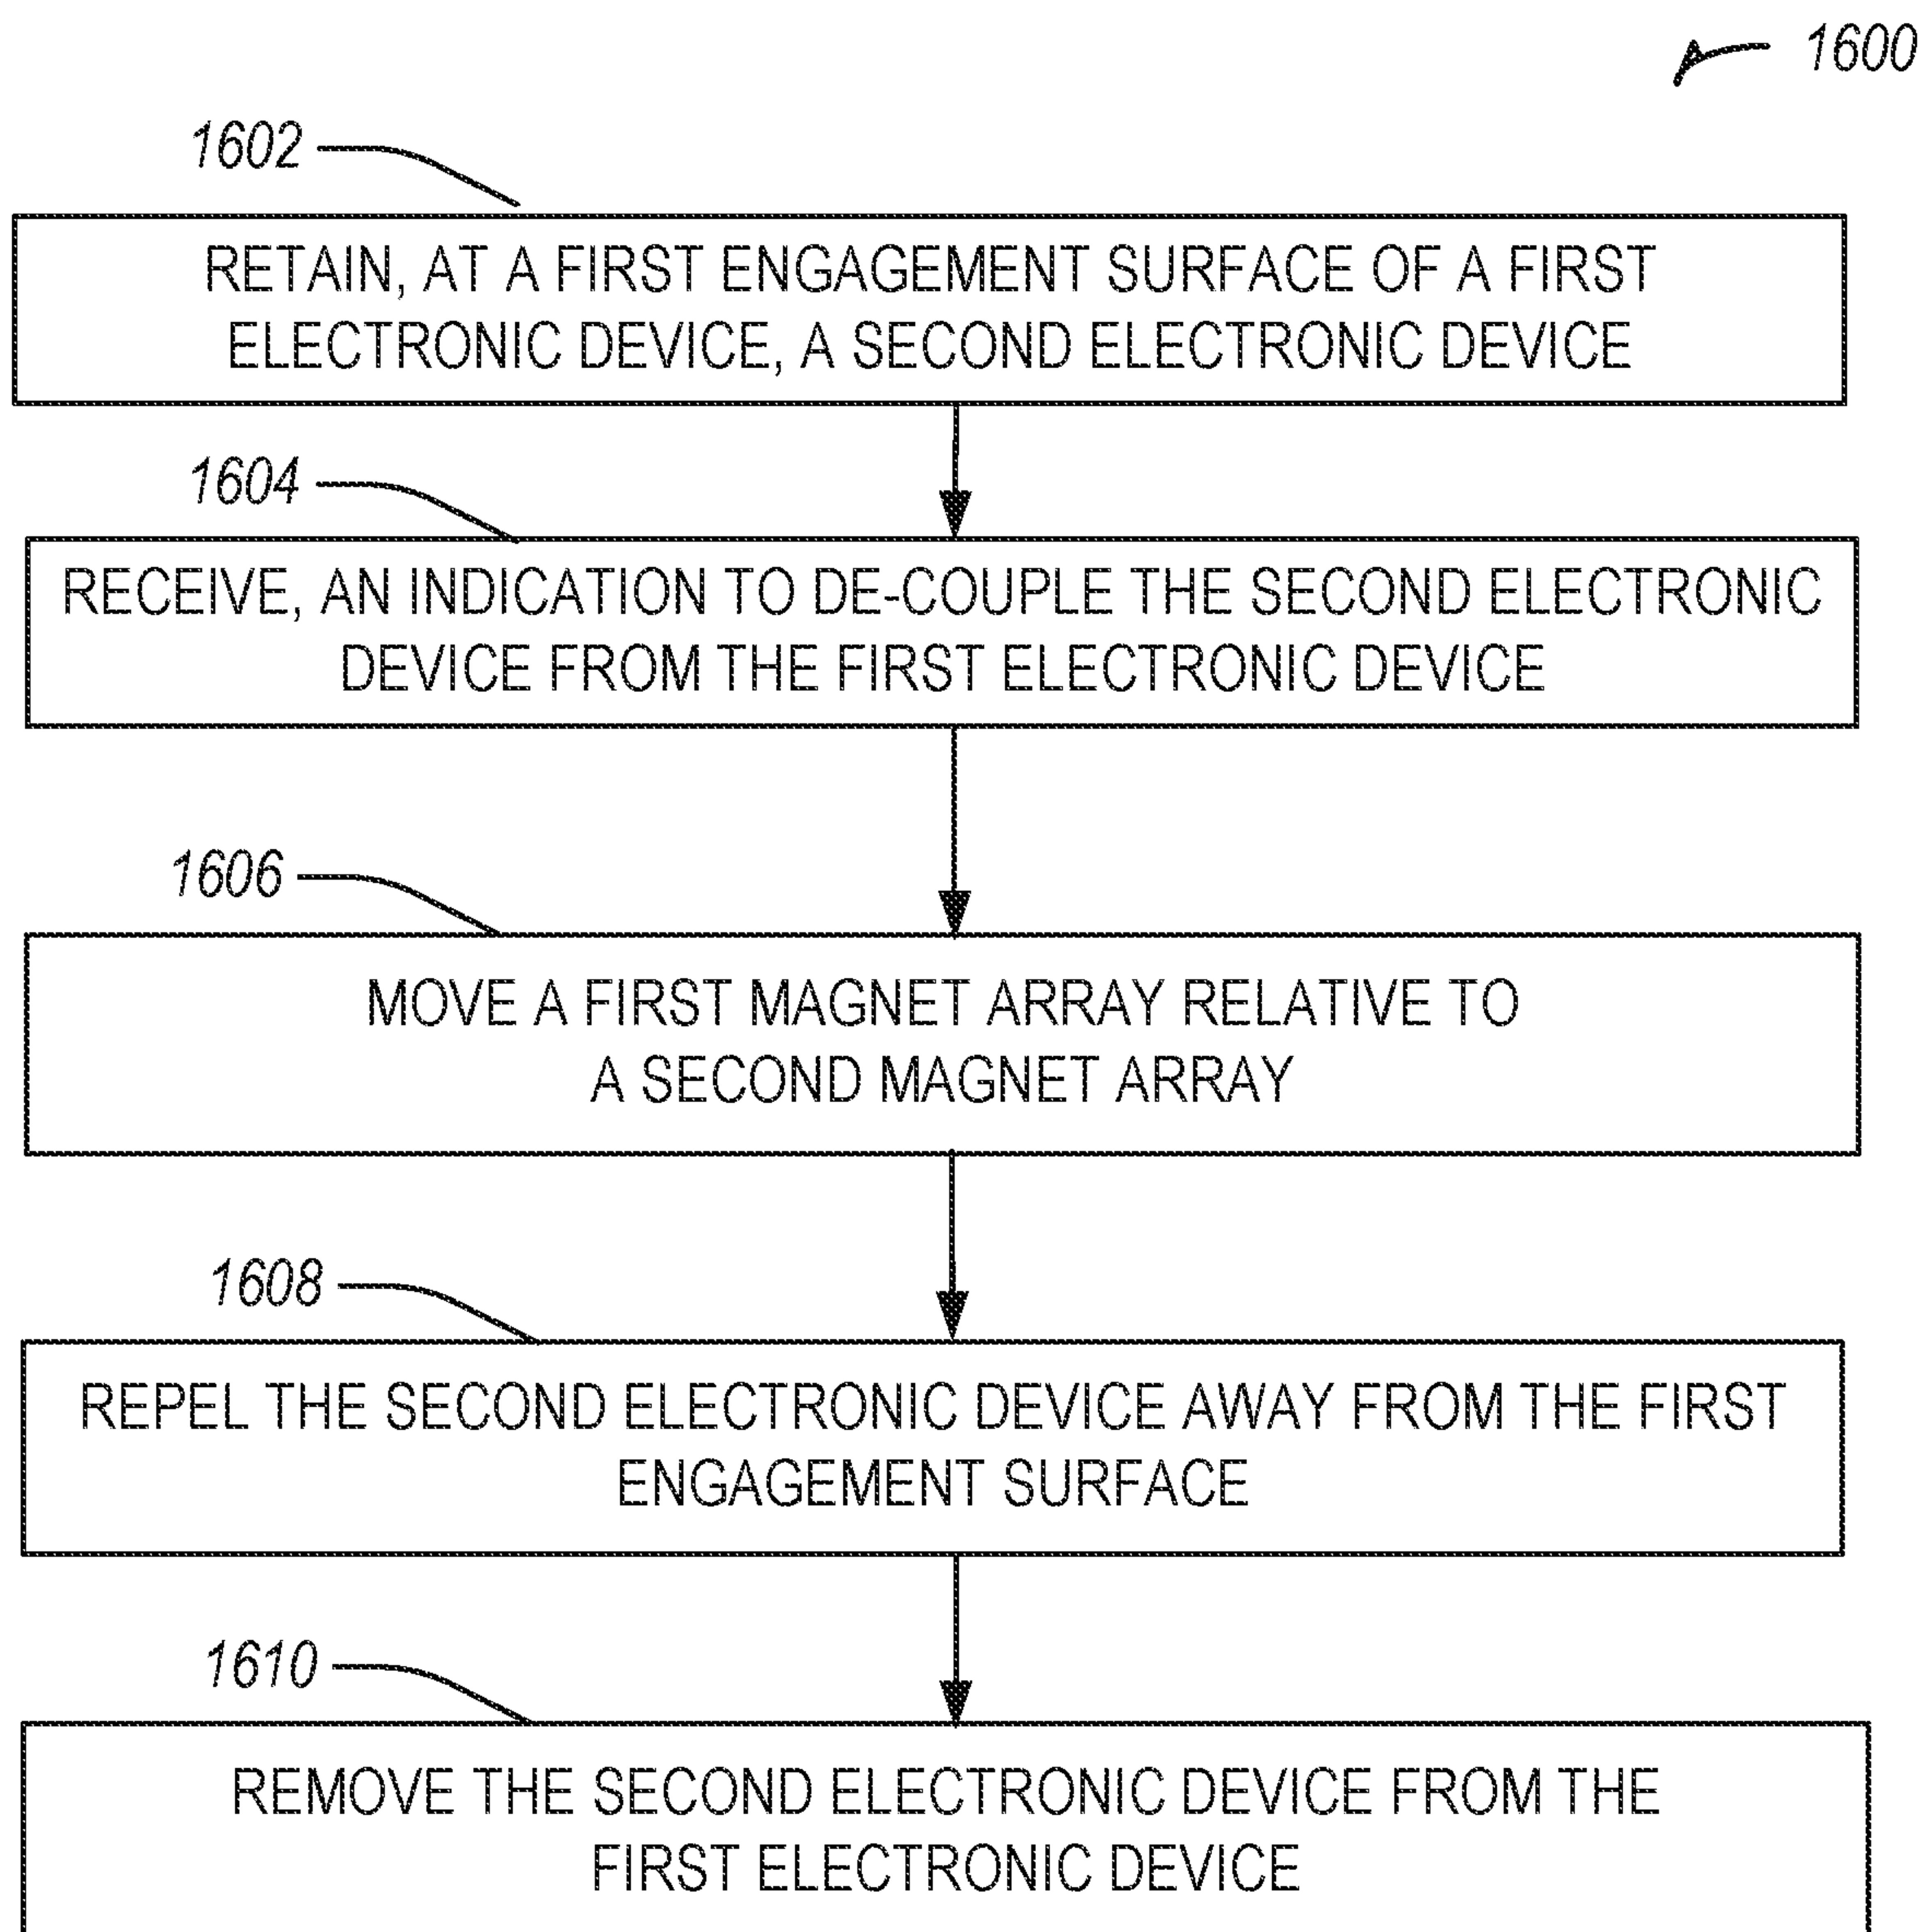 1600
1602
RETAIN, AT A FIRST ENGAGEMENT SURFACE OF A FIRST
ELECTRONIC DEVICE, A SECOND ELECTRONIC DEVICE
1604
RECEIVE, AN INDICATION TO DE-COUPLE THE SECOND ELECTRONIC
DEVICE FROM THE FIRST ELECTRONIC DEVICE
1606
MOVE A FIRST MAGNET ARRAY RELATIVE TO
A SECOND MAGNET ARRAY
1608
REPEL THE SECOND ELECTRONIC DEVICE AWAY FROM THE FIRST
ENGAGEMENT SURFACE
1610
REMOVE THE SECOND ELECTRONIC DEVICE FROM THE
FIRST ELECTRONIC DEVICE